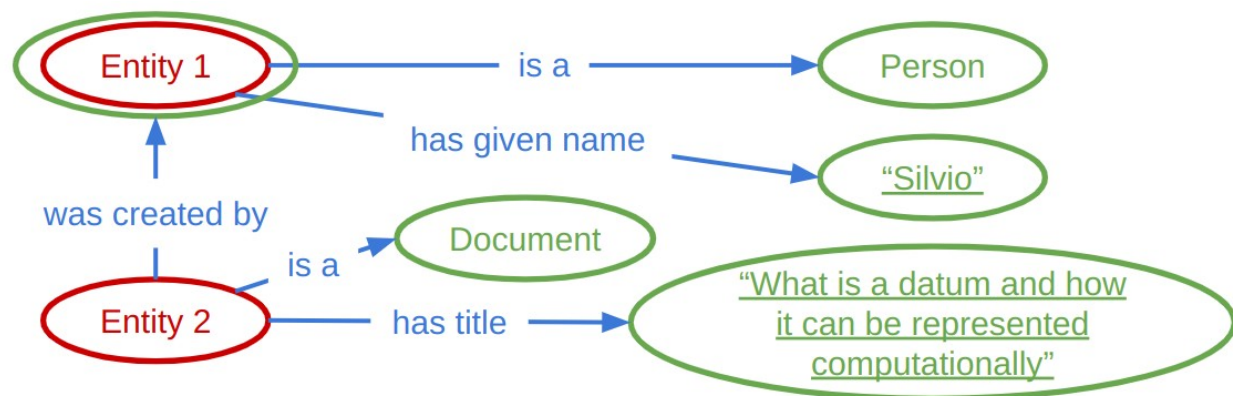 Entity 1
is a
Person
has given name
“Silvio”
was created by
is a
Document
Entity 2
has title
“What is a datum and how
it can be represented
computationally”